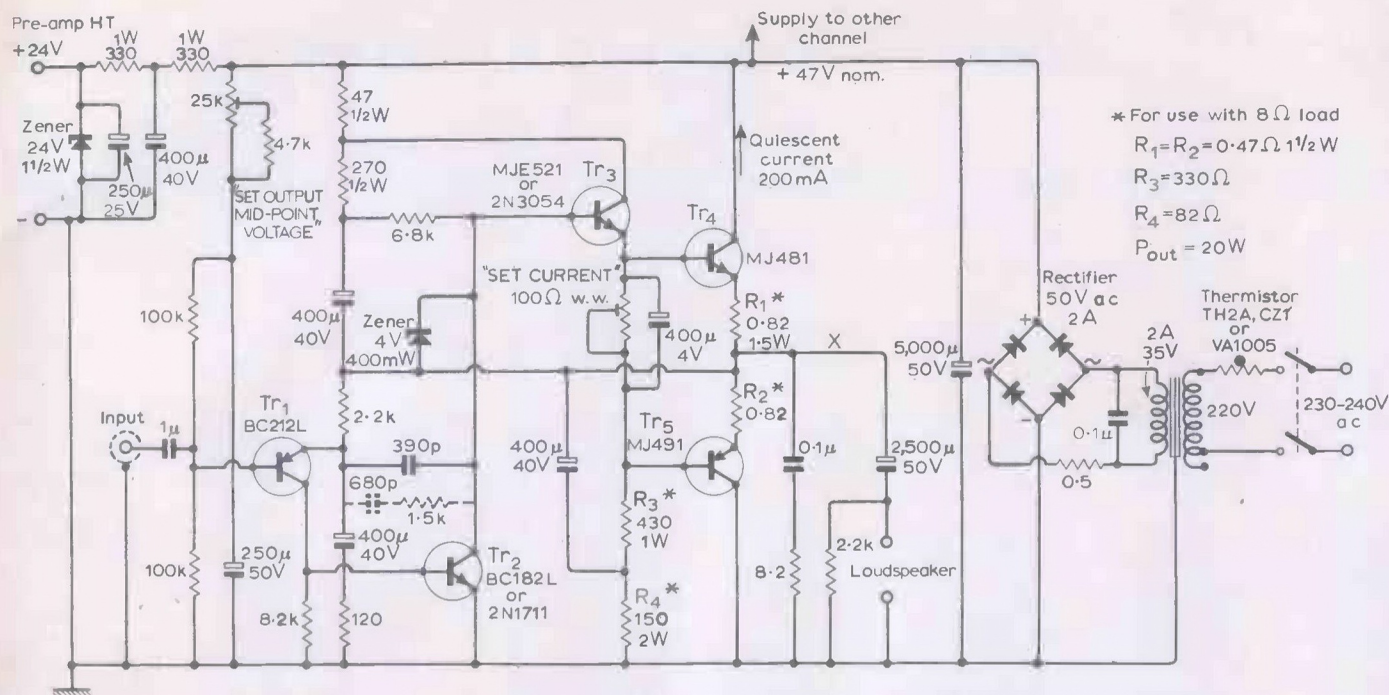 Pre-amp HT
+24V
1W
330
1W
330
Zener
24V
11/2W
250μ
25V
400μ
40V
-
25k
4.7k
"SET OUTPUT
MID-POINT
VOLTAGE"
47
1/2W
270
1/2W
6.8k
MJE521
or
2N3054
Tr3
Tr4
MJ481
Supply to other
channel
+ 47V nom.
Quiescent
current
200mA
* For use with 8Ω load
R1=R2=0.47Ω 1 1/2 W
R3=330Ω
R4=82Ω
Pout = 20W
"SET CURRENT"
100Ω w.w.
400μ
4V
R1*
0.82
1.5W
X
100k
400μ
40V
Zener
4V
400mW
5,000μ
50V
Rectifier
50V ac
2A
+
~
~
-
2A
35V
Thermistor
TH2A, CZ1
or
VA1005
220V
230-240V
ac
0.1μ
0.5
Input
1μ
Tr1
BC212L
2.2k
390p
680p
1.5k
400μ
40V
Tr5
MJ491
R2*
0.82
0.1μ
2,500μ
50V
100k
250μ
50V
8.2k
400μ
40V
120
Tr2
BC182L
or
2N1711
R3*
430
1W
R4*
150
2W
8.2
2.2k
Loudspeaker